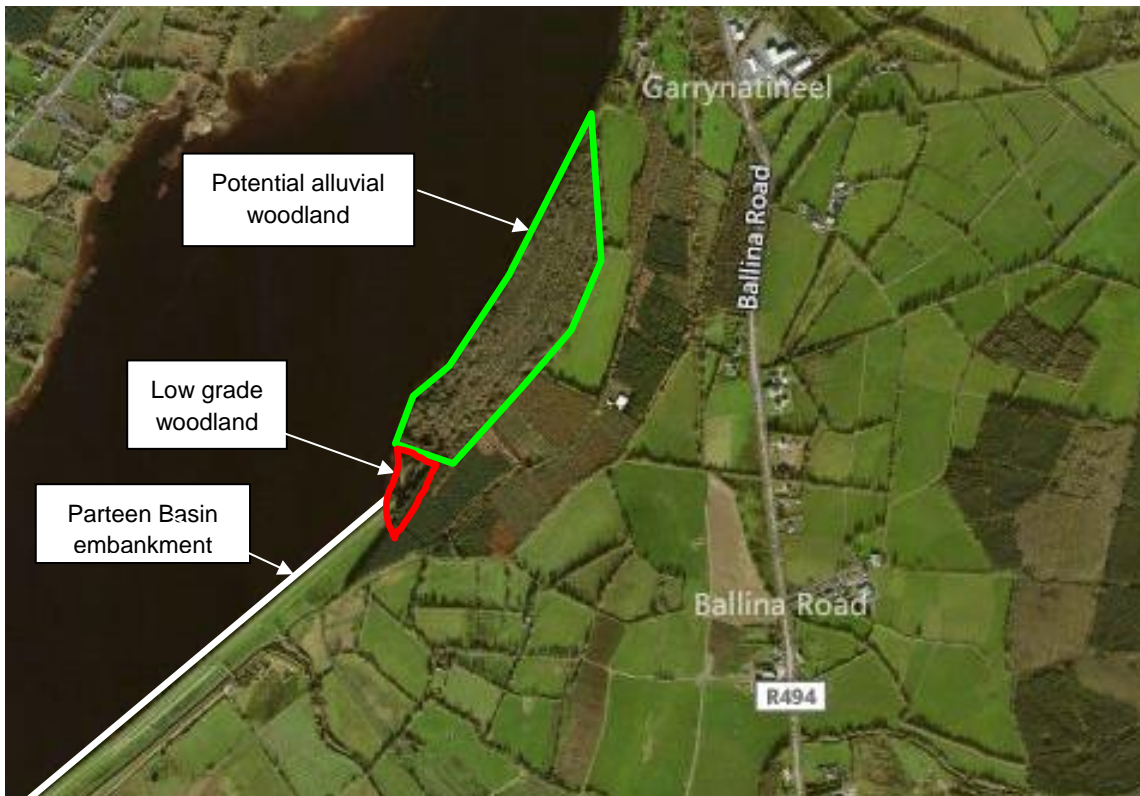 Garrynatineel
Potential alluvial
woodland
Ballina Road
Low grade
woodland
Parteen Basin
embankment
Ballina Road
R494